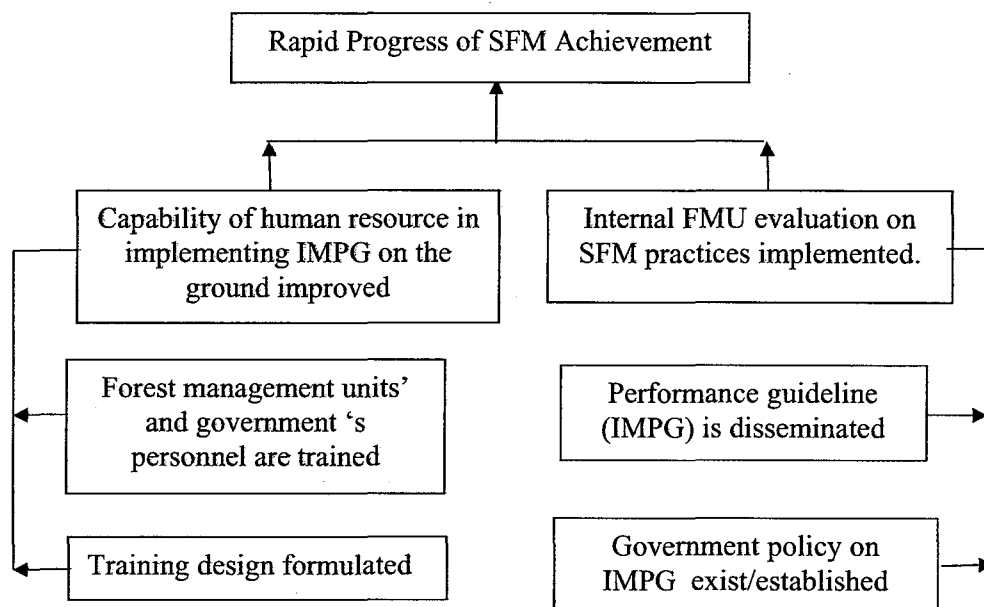 Rapid Progress of SFM Achievement
Capability of human resource in
implementing IMPG on the
ground improved
Internal FMU evaluation on
SFM practices implemented.
Forest management units’
and government ‘s
personnel are trained
Performance guideline
(IMPG) is disseminated
Training design formulated
Government policy on
IMPG exist/established